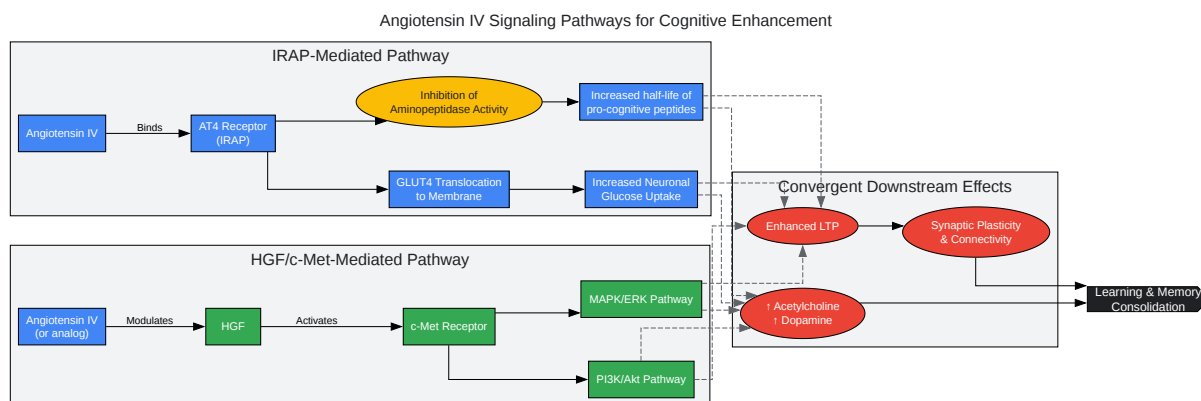 Angiotensin IV Signaling Pathways for Cognitive Enhancement
IRAP-Mediated Pathway
Angiotensin IV
Binds
AT4 Receptor
(IRAP)
Inhibition of
Aminopeptidase Activity
Increased half-life of
pro-cognitive peptides
GLUT4 Translocation
to Membrane
Increased Neuronal
Glucose Uptake
HGF/c-Met-Mediated Pathway
Angiotensin IV
(or analog)
Modulates
HGF
Activates
c-Met Receptor
MAPK/ERK Pathway
PI3K/Akt Pathway
Convergent Downstream Effects
Enhanced LTP
Synaptic Plasticity
& Connectivity
↑ Acetylcholine
↑ Dopamine
Learning & Memory
Consolidation